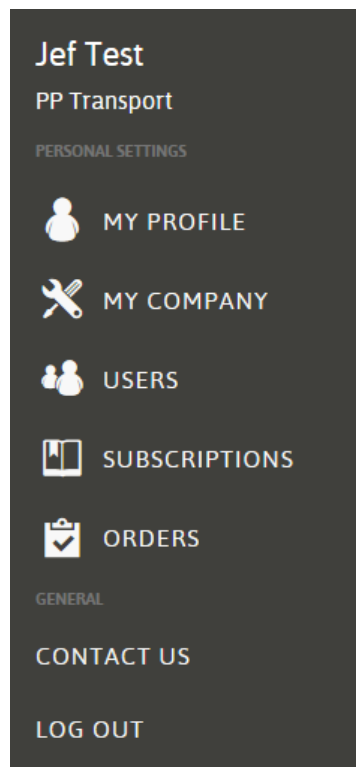 Jef Test
PP Transport
PERSONAL SETTINGS
MY PROFILE
MY COMPANY
USERS
SUBSCRIPTIONS
ORDERS
GENERAL
CONTACT US
LOG OUT